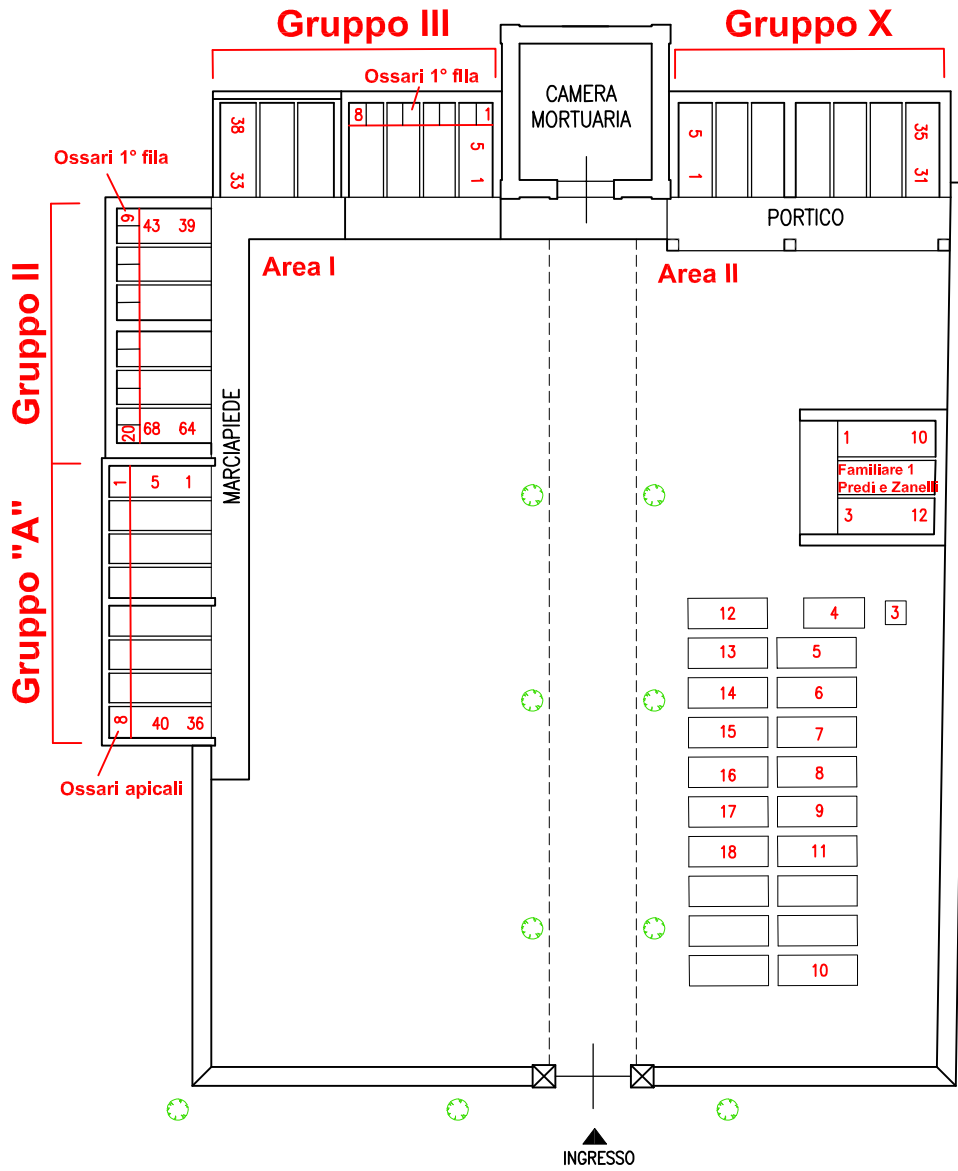 Gruppo III
Gruppo X
Ossari 1° fila
CAMERA
MORTUARIA
38
33
8
1
5
1
5
1
35
31
Ossari 1° fila
PORTICO
9
43
39
Gruppo II
Area I
Area II
MARCIAPIEDE
20
68
64
1
10
Familiare 1
Predi e Zanelli
3
12
Gruppo "A"
1
5
1
8
40
36
Ossari apicali
12
4
3
13
5
14
6
15
7
16
8
17
9
18
11
10
INGRESSO